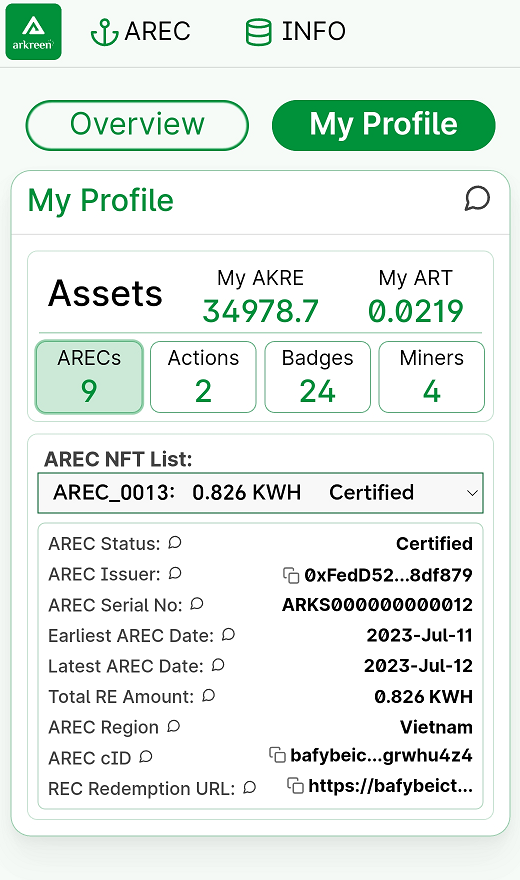 arkreen
AREC
INFO
Overview
My Profile
My Profile
Assets
My AKRE
34978.7
My ART
0.0219
ARECs
9
Actions
2
Badges
24
Miners
4
AREC NFT List:
AREC_0013: 0.826 KWH Certified
AREC Status: Certified
AREC Issuer: 0xFedD52...8df879
AREC Serial No: ARKS000000000012
Earliest AREC Date: 2023-Jul-11
Latest AREC Date: 2023-Jul-12
Total RE Amount: 0.826 KWH
AREC Region Vietnam
AREC cID bafybeic...grwhu4z4
REC Redemption URL: https://bafybeict...